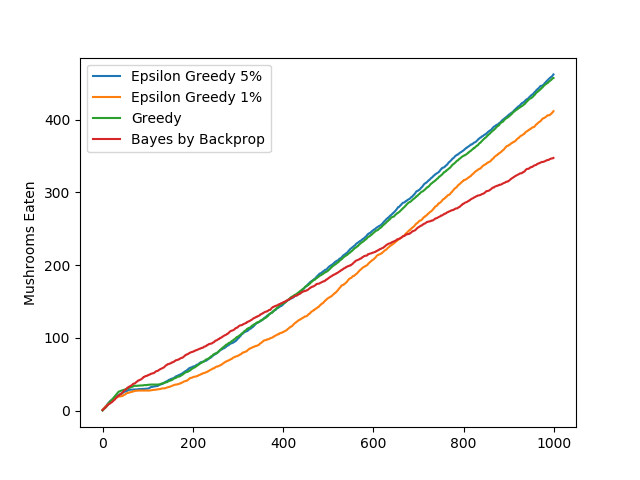 Epsilon Greedy 5%
Epsilon Greedy 1%
Greedy
Bayes by Backprop
Mushrooms Eaten
400
300
200
100
0
0 200 400 600 800 1000